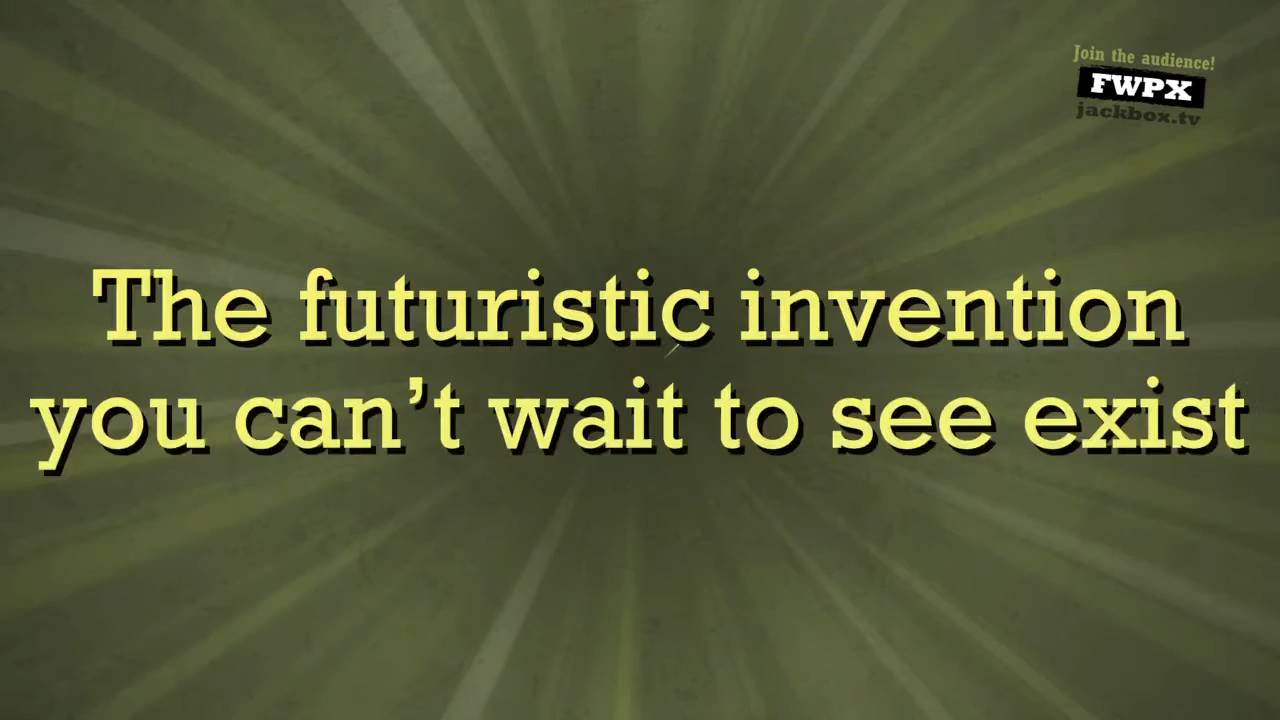 Join the audience!
FWPX
jackbox.tv
The futuristic invention
you can’t wait to see exist